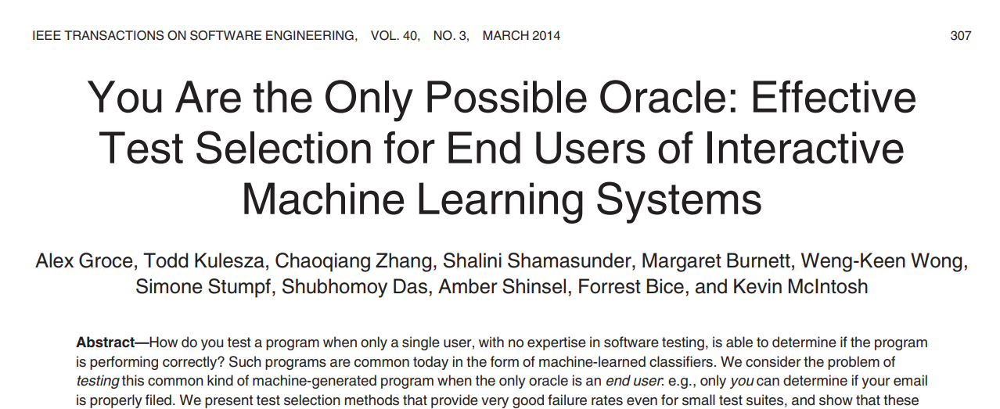 IEEE TRANSACTIONS ON SOFTWARE ENGINEERING, VOL. 40, NO. 3, MARCH 2014 307
You Are the Only Possible Oracle: Effective
Test Selection for End Users of Interactive
Machine Learning Systems
Alex Groce, Todd Kulesza, Chaoqiang Zhang, Shalini Shamasunder, Margaret Burnett, Weng-Keen Wong,
Simone Stumpf, Shubhomoy Das, Amber Shinsel, Forrest Bice, and Kevin McIntosh
Abstract—How do you test a program when only a single user, with no expertise in software testing, is able to determine if the program
is performing correctly? Such programs are common today in the form of machine-learned classifiers. We consider the problem of
testing this common kind of machine-generated program when the only oracle is an end user: e.g., only you can determine if your email
is properly filed. We present test selection methods that provide very good failure rates even for small test suites, and show that these